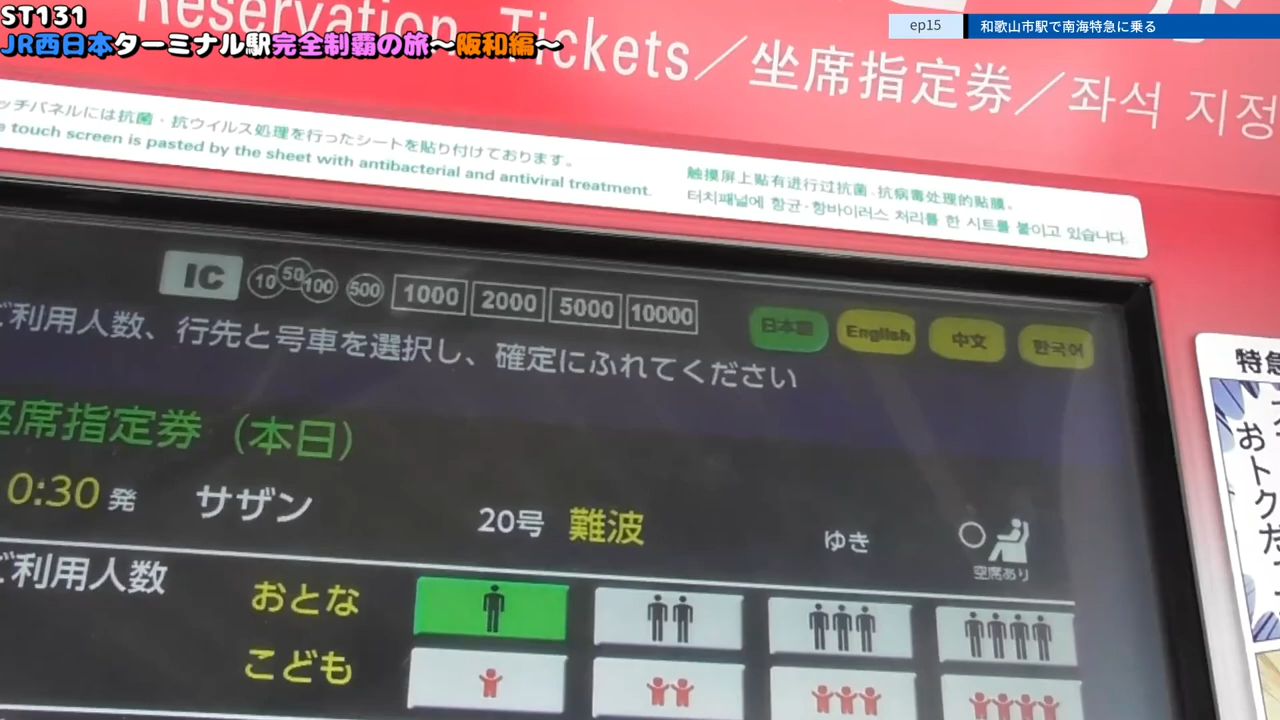 ST131
JR西日本ターミナル駅完全制覇の旅～阪和編～
ep15
和歌山市駅で南海特急に乗る
Reservation Tickets／坐席指定券／좌석 지정
ッチパネルには抗菌・抗ウイルス処理を行ったシートを貼り付けております。
e touch screen is pasted by the sheet with antibacterial and antiviral treatment.
触摸屏上贴有进行过抗菌·抗病毒处理的贴膜。
터치패널에 항균·항바이러스 처리를 한 시트를 붙이고 있습니다.
IC 10 50 100 500 1000 2000 5000 10000
日本語 English 中文 한국어
ご利用人数、行先と号車を選択し、確定にふれてください
座席指定券（本日）
0:30発 サザン 20号 難波 ゆき
空席あり
ご利用人数 おとな
こども
特急
おトクだ